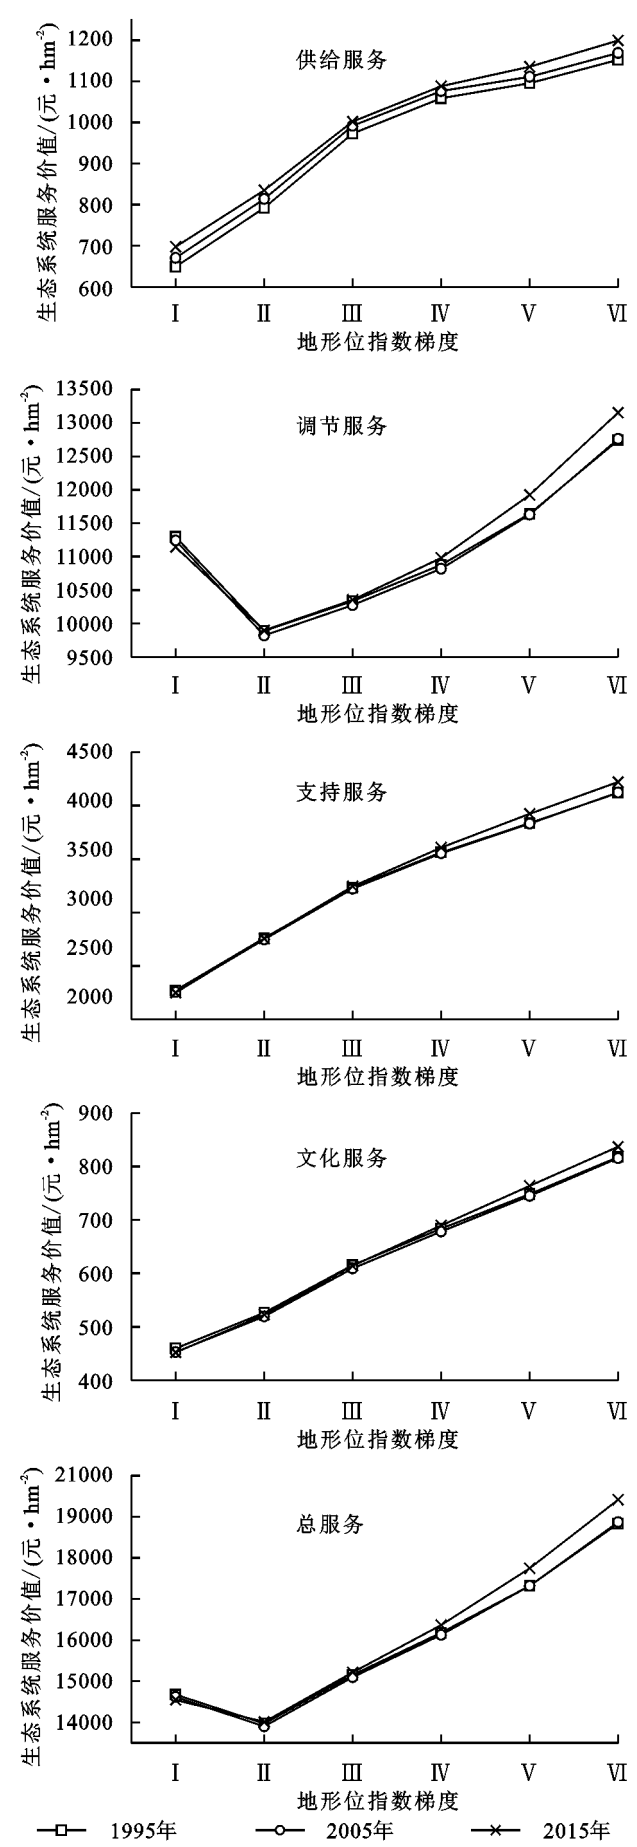 供给服务
生态系统服务价值/(元·hm⁻²)
1200
1100
1000
900
800
700
600
Ⅰ Ⅱ Ⅲ Ⅳ Ⅴ Ⅵ
地形位指数梯度
调节服务
生态系统服务价值/(元·hm⁻²)
13500
13000
12500
12000
11500
11000
10500
10000
9500
Ⅰ Ⅱ Ⅲ Ⅳ Ⅴ Ⅵ
地形位指数梯度
支持服务
生态系统服务价值/(元·hm⁻²)
4500
4000
3500
3000
2500
2000
Ⅰ Ⅱ Ⅲ Ⅳ Ⅴ Ⅵ
地形位指数梯度
文化服务
生态系统服务价值/(元·hm⁻²)
900
800
700
600
500
400
Ⅰ Ⅱ Ⅲ Ⅳ Ⅴ Ⅵ
地形位指数梯度
总服务
生态系统服务价值/(元·hm⁻²)
21000
19000
18000
17000
16000
15000
14000
Ⅰ Ⅱ Ⅲ Ⅳ Ⅴ Ⅵ
地形位指数梯度
1995年 2005年 2015年